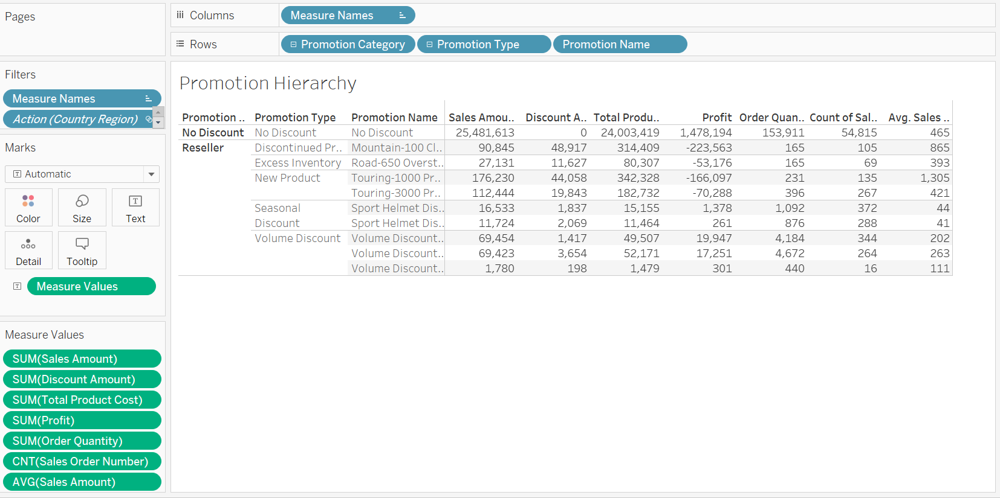 Pages
Columns
Measure Names
Rows
Promotion Category
Promotion Type
Promotion Name
Filters
Measure Names
Action (Country Region)
Marks
Automatic
Color
Size
Text
Detail
Tooltip
Measure Values
Measure Values
SUM(Sales Amount)
SUM(Discount Amount)
SUM(Total Product Cost)
SUM(Profit)
SUM(Order Quantity)
CNT(Sales Order Number)
AVG(Sales Amount)
Promotion Hierarchy
Promotion .. Promotion Type Promotion Name Sales Amou.. Discount A.. Total Produ.. Profit Order Quan.. Count of Sal.. Avg. Sales ..
No Discount No Discount No Discount 25,481,613 0 24,003,419 1,478,194 153,911 54,815 465
Reseller Discontinued Pr.. Mountain-100 Cl.. 90,845 48,917 314,409 -223,563 165 105 865
Excess Inventory Road-650 Overst.. 27,131 11,627 80,307 -53,176 165 69 393
New Product Touring-1000 Pr.. 176,230 44,058 342,328 -166,097 231 135 1,305
Touring-3000 Pr.. 112,444 19,843 182,732 -70,288 396 267 421
Seasonal Sport Helmet Dis.. 16,533 1,837 15,155 1,378 1,092 372 44
Discount Sport Helmet Dis.. 11,724 2,069 11,464 261 876 288 41
Volume Discount Volume Discount.. 69,454 1,417 49,507 19,947 4,184 344 202
Volume Discount.. 69,423 3,654 52,171 17,251 4,672 264 263
Volume Discount.. 1,780 198 1,479 301 440 16 111